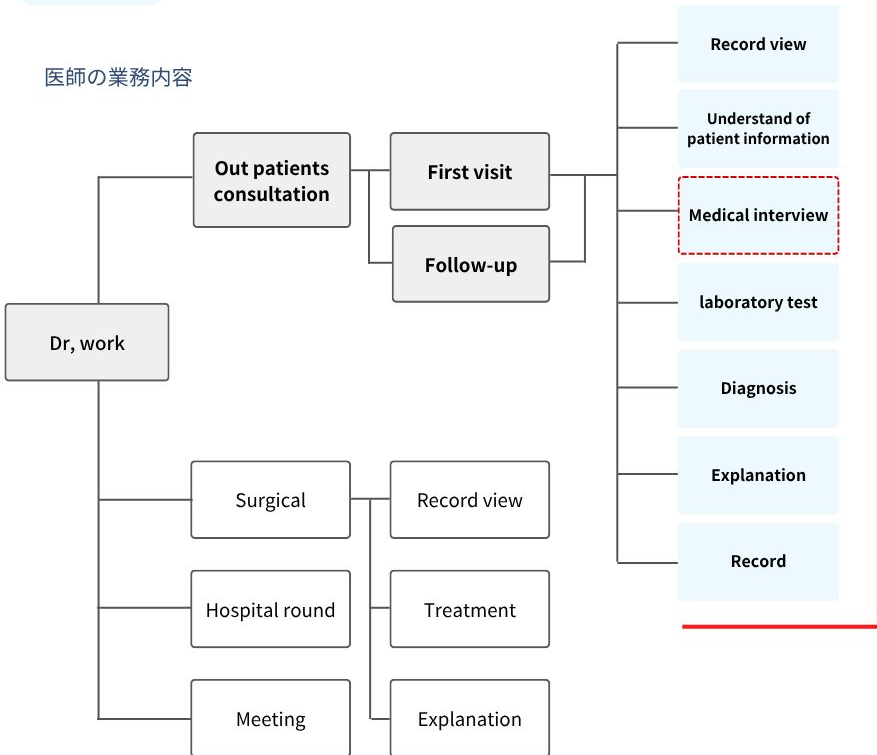 医師の業務内容
Dr, work
Out patients
consultation
First visit
Follow-up
Record view
Understand of
patient information
Medical interview
laboratory test
Diagnosis
Explanation
Record
Surgical
Hospital round
Meeting
Record view
Treatment
Explanation